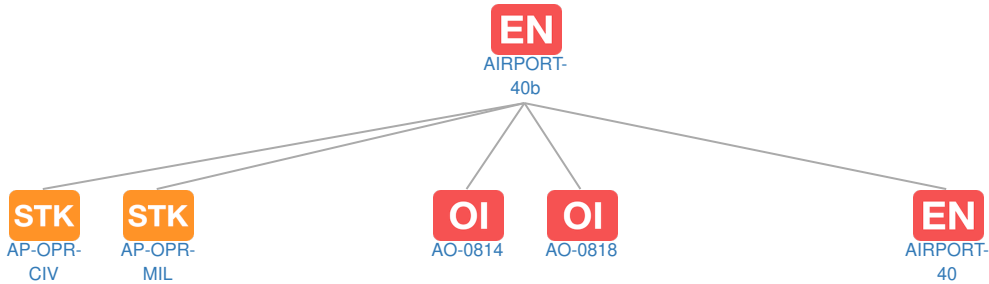 EN
AIRPORT-
40b
STK STK OI OI EN
AP-OPR- AP-OPR- AO-0814 AO-0818 AIRPORT-
CIV MIL 40